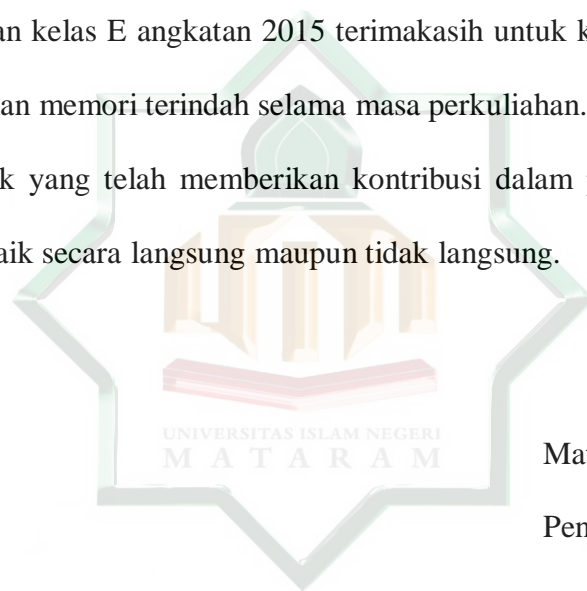 an kelas E angkatan 2015 terimakasih untuk k
an memori terindah selama masa perkuliahan.
k yang telah memberikan kontribusi dalam
aik secara langsung maupun tidak langsung.
UNIVERSITAS ISLAM NEGERI
MATARAM
Ma
Pen